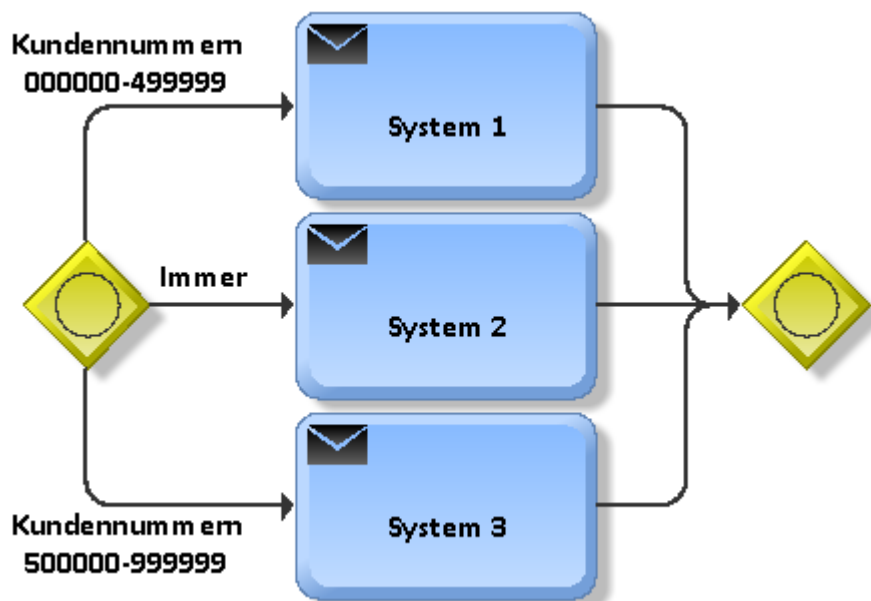 Kundennummern
000000-499999
System 1
Immer
System 2
System 3
Kundennummern
500000-999999